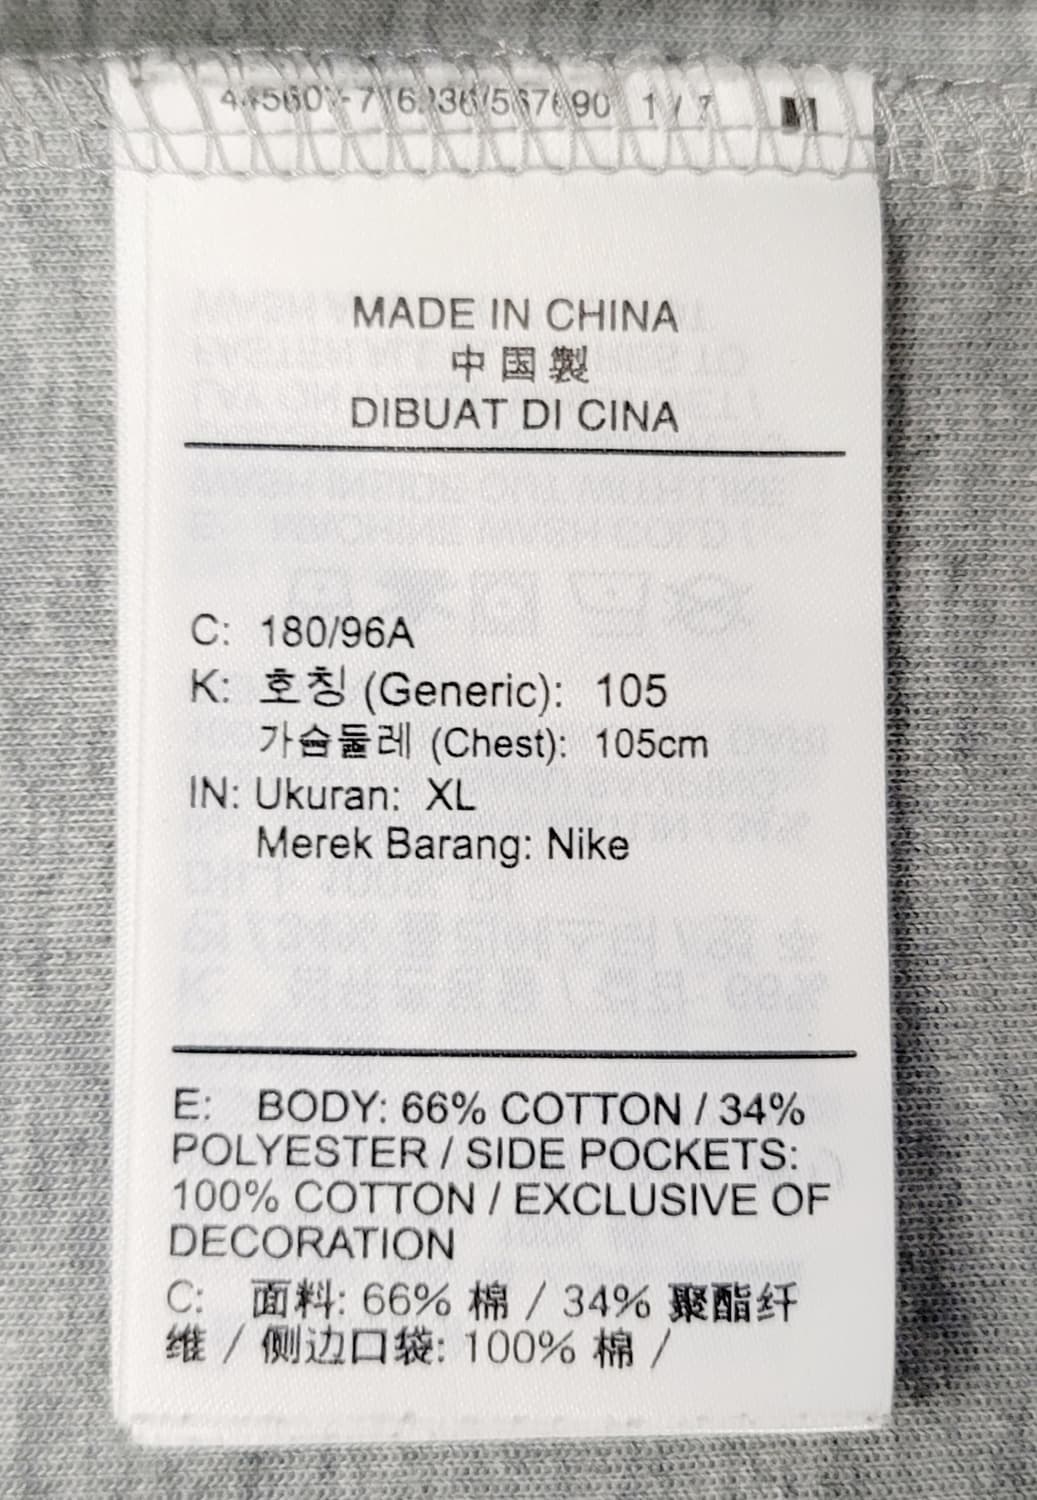 1 / 7
MADE IN CHINA
中 国 製
DIBUAT DI CINA
C: 180/96A
K: 호칭 (Generic): 105
가슴둘레 (Chest): 105cm
IN: Ukuran: XL
Merek Barang: Nike
E: BODY: 66% COTTON / 34%
POLYESTER / SIDE POCKETS:
100% COTTON / EXCLUSIVE OF
DECORATION
C: 面料: 66% 棉 / 34% 聚酯纤
维 / 侧边口袋: 100% 棉 /